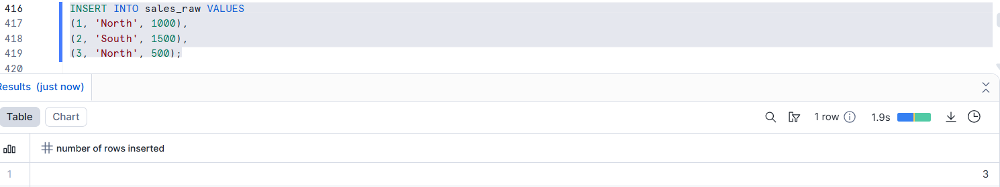 416 INSERT INTO sales_raw VALUES
417 (1, 'North', 1000),
418 (2, 'South', 1500),
419 (3, 'North', 500);
420
Results (just now)
Table Chart 1 row 1.9s
number of rows inserted
1 3